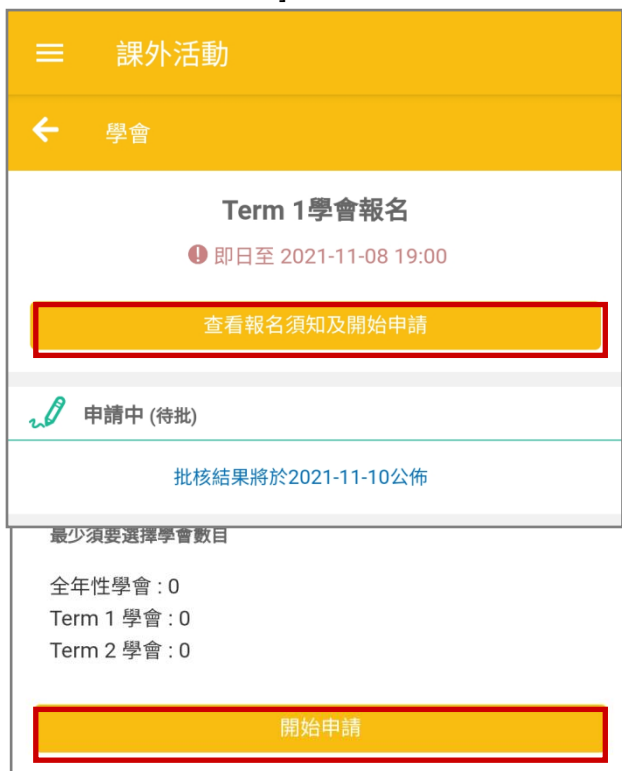 課外活動
學會
Term 1學會報名
即日至 2021-11-08 19:00
查看報名須知及開始申請
申請中 (待批)
批核結果將於2021-11-10公佈
最少須要選擇學會數目
全年性學會 : 0
Term 1 學會 : 0
Term 2 學會 : 0
開始申請